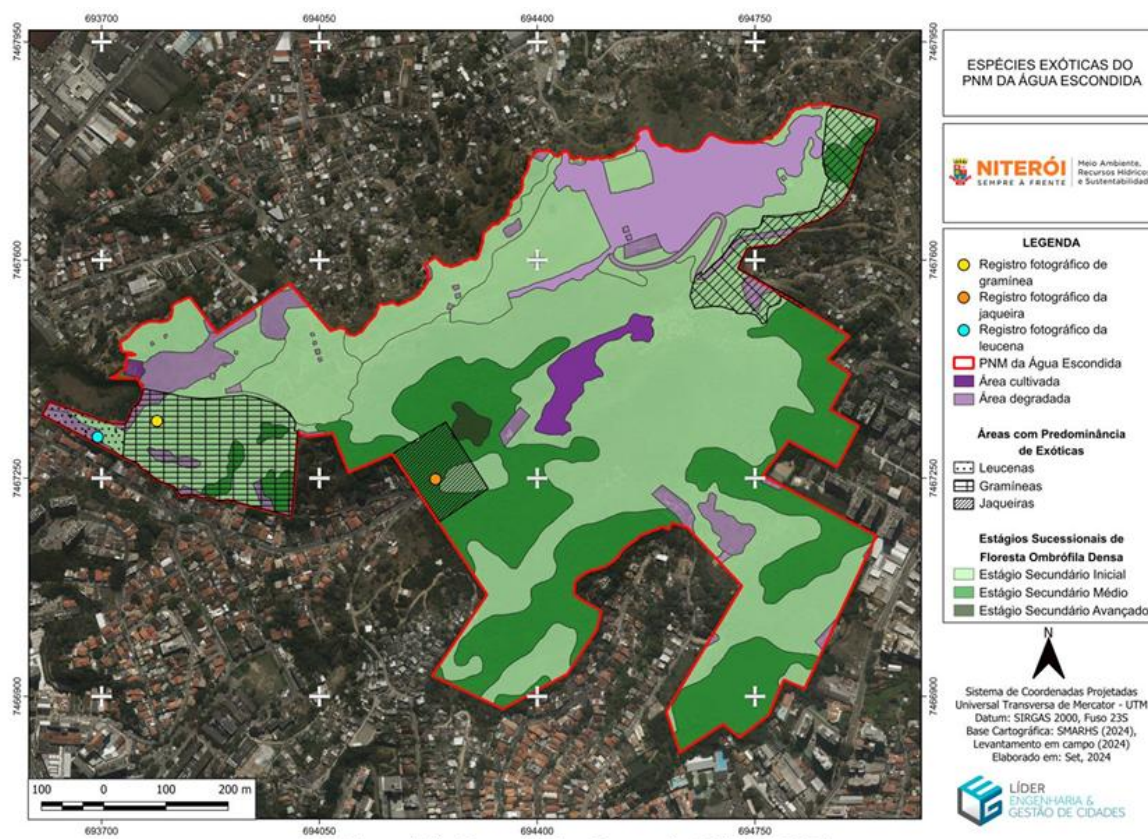 693700
694050
694400
694750
7467950
7467950
7467600
7467600
7467250
7467250
7466900
7466900
100 0 100 200 m
693700
694050
694400
694750
ESPÉCIES EXÓTICAS DO
PNM DA ÁGUA ESCONDIDA
NITERÓI
SEMPRE À FRENTE
Meio Ambiente,
Recursos Hídricos
e Sustentabilidade
LEGENDA
Registro fotográfico de
gramínea
Registro fotográfico da
jaqueira
Registro fotográfico da
leucena
PNM da Água Escondida
Área cultivada
Área degradada
Áreas com Predominância
de Exóticas
Leucenas
Gramíneas
Jaqueiras
Estágios Sucessionais de
Floresta Ombrófila Densa
Estágio Secundário Inicial
Estágio Secundário Médio
Estágio Secundário Avançado
N
Sistema de Coordenadas Projetadas
Universal Transversa de Mercator - UTM
Datum: SIRGAS 2000, Fuso 23S
Base Cartográfica: SMARHS (2024),
Levantamento em campo (2024)
Elaborado em: Set, 2024
LÍDER
ENGENHARIA &
GESTÃO DE CIDADES